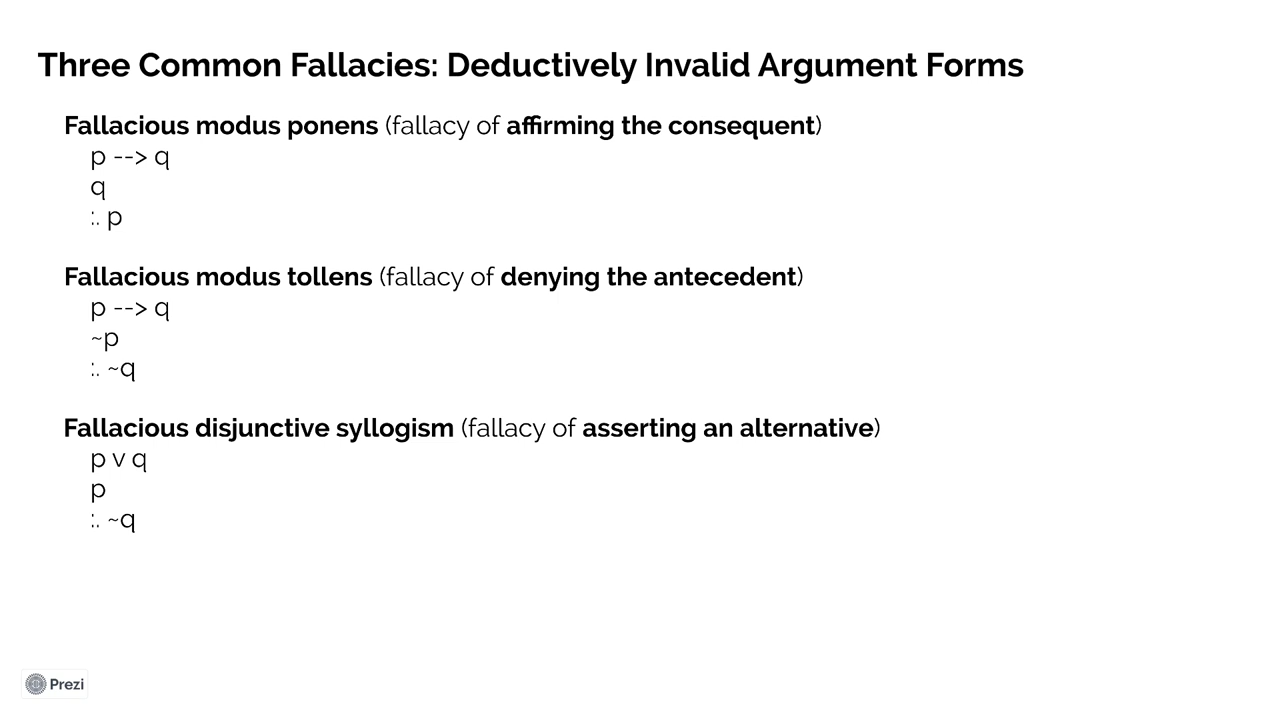 Three Common Fallacies: Deductively Invalid Argument Forms
Fallacious modus ponens (fallacy of affirming the consequent)
p --> q
q
:. p
Fallacious modus tollens (fallacy of denying the antecedent)
p --> q
~p
:. ~q
Fallacious disjunctive syllogism (fallacy of asserting an alternative)
p v q
p
:. ~q
Prezi